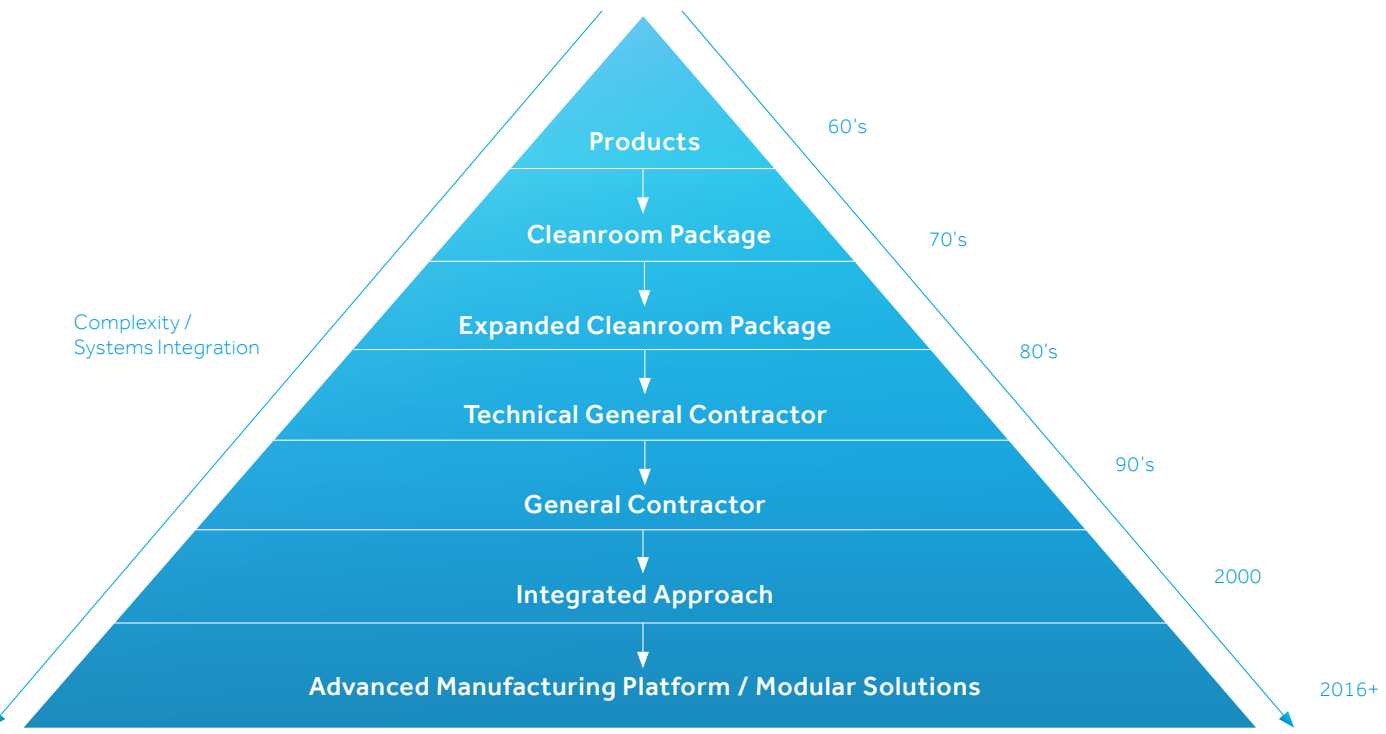 60's
Products
Cleanroom Package
70's
Complexity /
Systems Integration
Expanded Cleanroom Package
80's
Technical General Contractor
90's
General Contractor
2000
Integrated Approach
Advanced Manufacturing Platform / Modular Solutions
2016+